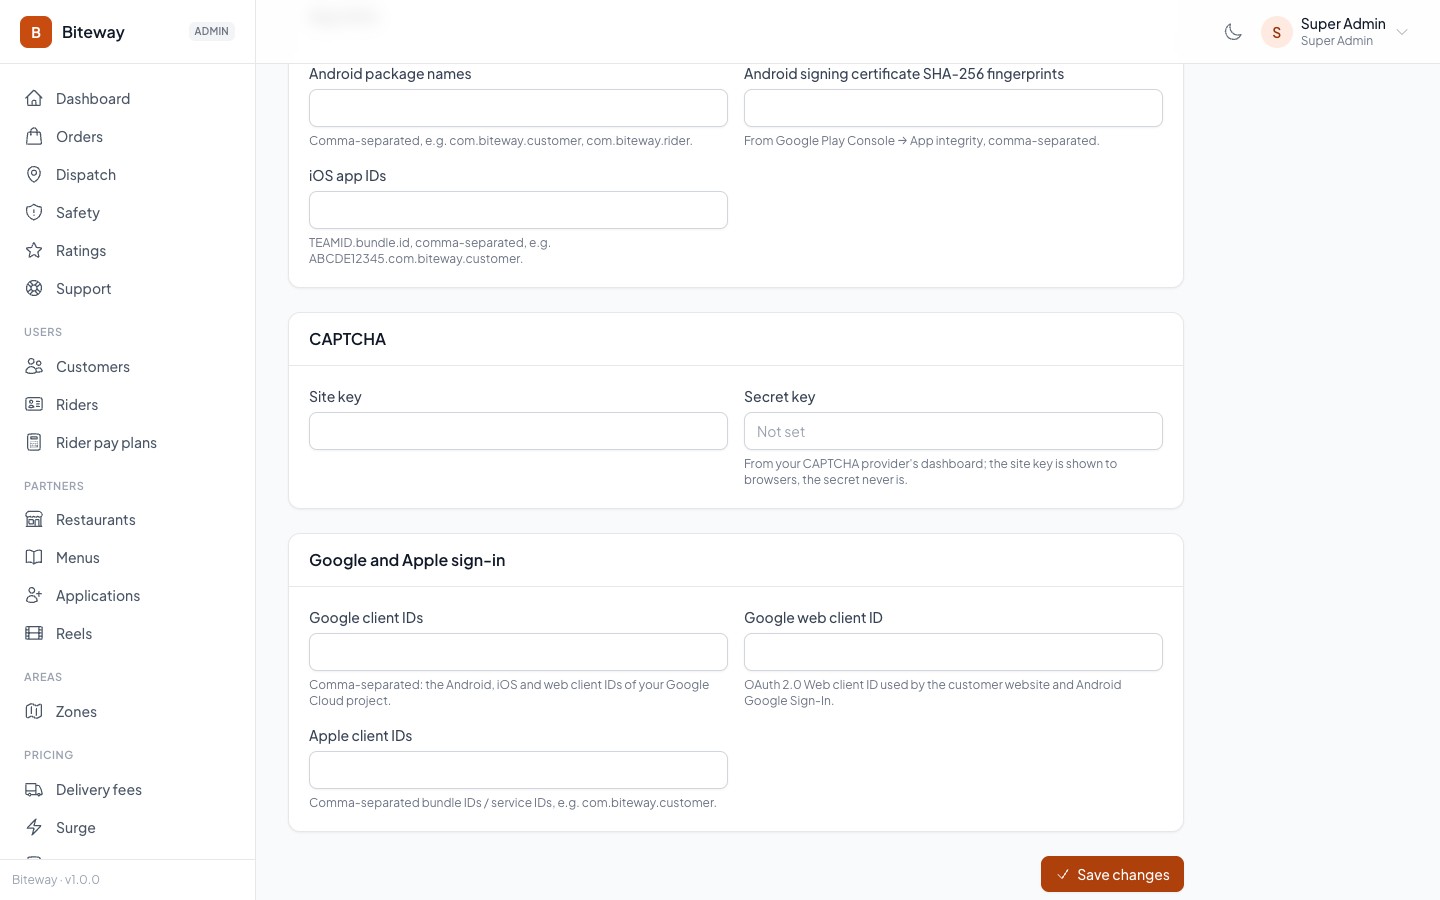 B Biteway ADMIN
S Super Admin
Super Admin
Dashboard
Orders
Dispatch
Safety
Ratings
Support
USERS
Customers
Riders
Rider pay plans
PARTNERS
Restaurants
Menus
Applications
Reels
AREAS
Zones
PRICING
Delivery fees
Surge
Biteway · v1.0.0
Android package names
Comma-separated, e.g. com.biteway.customer, com.biteway.rider.
Android signing certificate SHA-256 fingerprints
From Google Play Console → App integrity, comma-separated.
iOS app IDs
TEAMID.bundle.id, comma-separated, e.g.
ABCDE12345.com.biteway.customer.
CAPTCHA
Site key
Secret key
Not set
From your CAPTCHA provider's dashboard; the site key is shown to
browsers, the secret never is.
Google and Apple sign-in
Google client IDs
Comma-separated: the Android, iOS and web client IDs of your Google
Cloud project.
Google web client ID
OAuth 2.0 Web client ID used by the customer website and Android
Google Sign-In.
Apple client IDs
Comma-separated bundle IDs / service IDs, e.g. com.biteway.customer.
Save changes